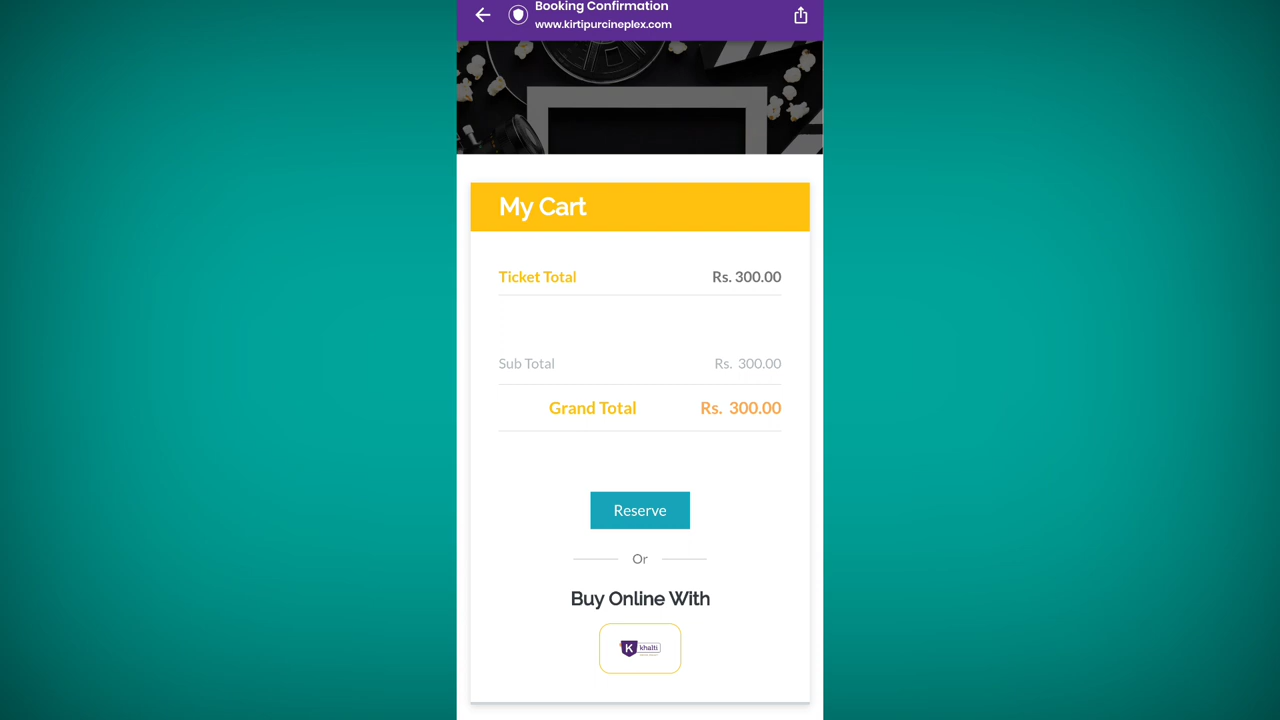 Booking Confirmation
www.kirtipurcineplex.com
My Cart
Ticket Total Rs. 300.00
Sub Total Rs. 300.00
Grand Total Rs. 300.00
Reserve
Or
Buy Online With
K khalti